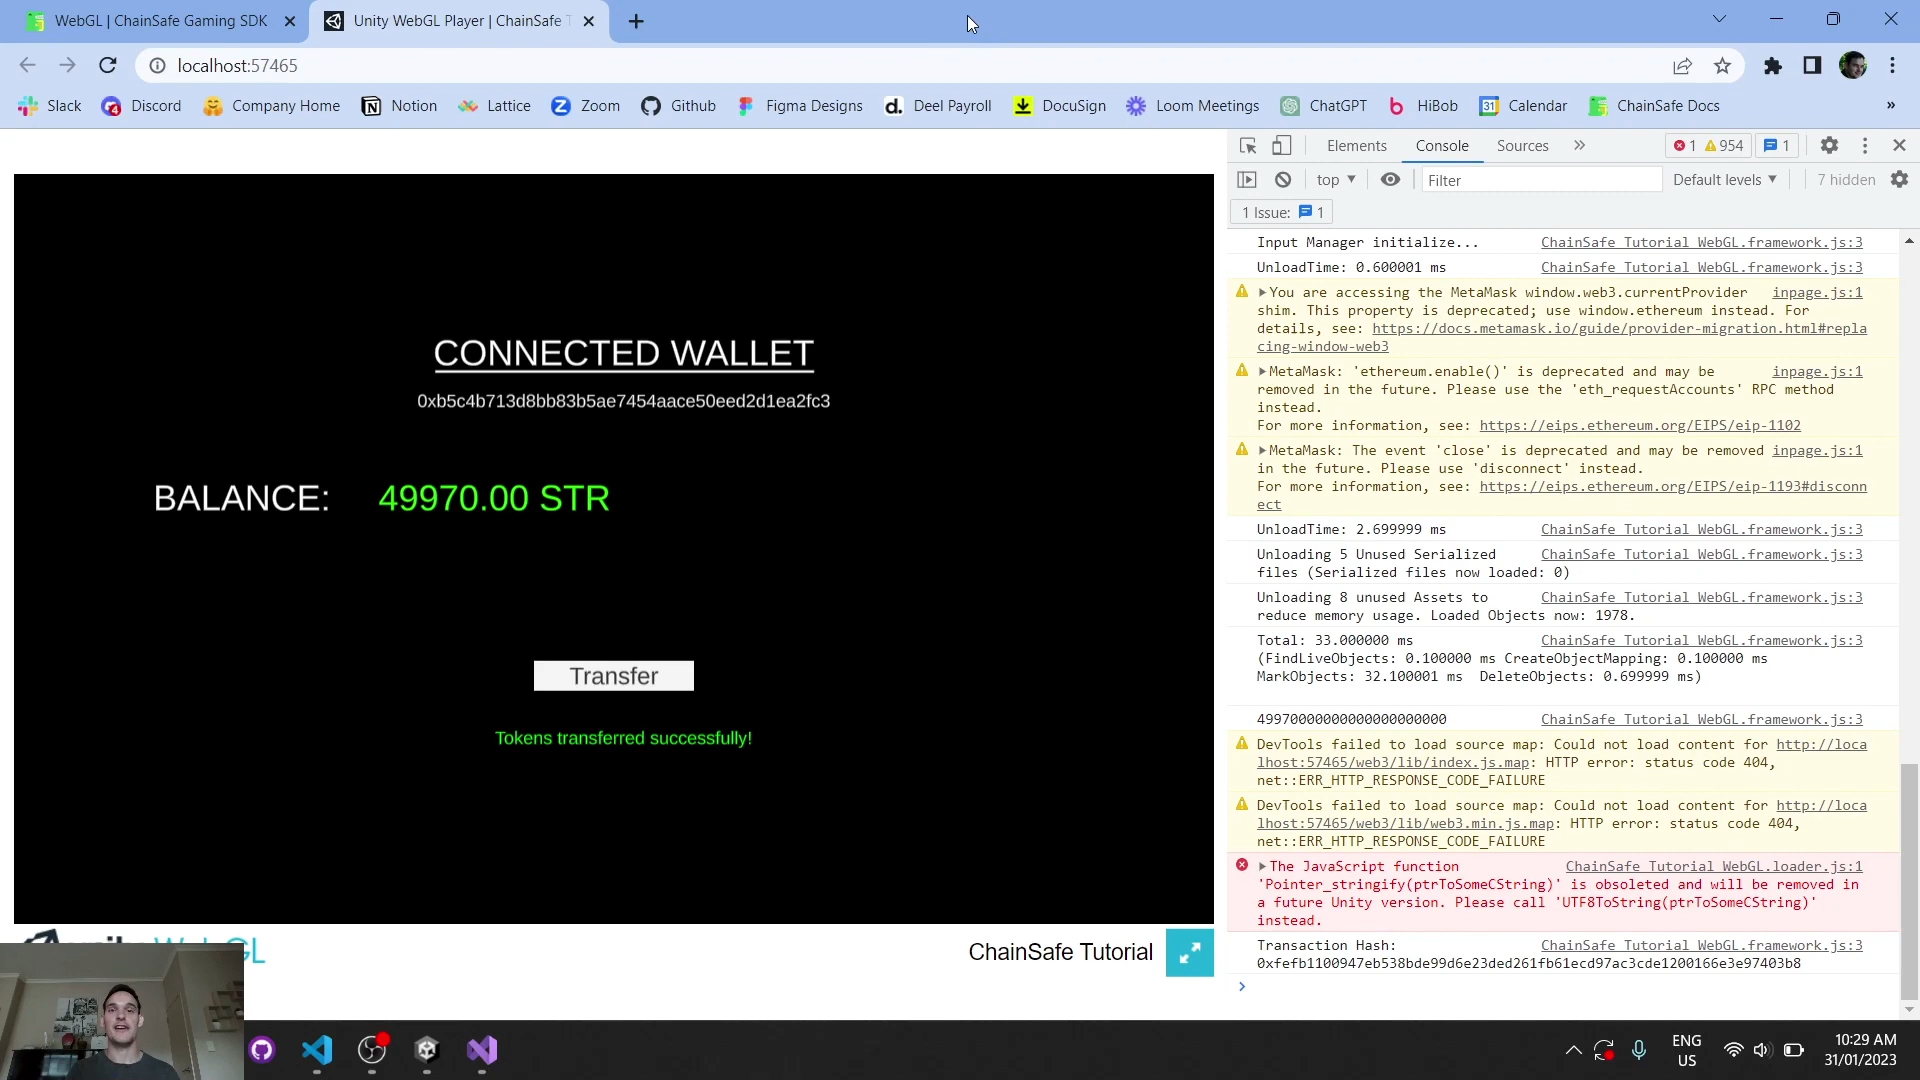 WebGL | ChainSafe Gaming SDK
Unity WebGL Player | ChainSafe T
localhost:57465
Slack
Discord
Company Home
Notion
Lattice
Zoom
Github
Figma Designs
Deel Payroll
DocuSign
Loom Meetings
ChatGPT
HiBob
Calendar
ChainSafe Docs
»
Elements
Console
Sources
»
1
954
1
top
Filter
Default levels
7 hidden
1 Issue:
1
Input Manager initialize...
ChainSafe Tutorial WebGL.framework.js:3
UnloadTime: 0.600001 ms
ChainSafe Tutorial WebGL.framework.js:3
You are accessing the MetaMask window.web3.currentProvider
inpage.js:1
shim. This property is deprecated; use window.ethereum instead. For
details, see: https://docs.metamask.io/guide/provider-migration.html#repla
cing-window-web3
MetaMask: 'ethereum.enable()' is deprecated and may be
inpage.js:1
removed in the future. Please use the 'eth_requestAccounts' RPC method
instead.
For more information, see: https://eips.ethereum.org/EIPS/eip-1102
MetaMask: The event 'close' is deprecated and may be removed
inpage.js:1
in the future. Please use 'disconnect' instead.
For more information, see: https://eips.ethereum.org/EIPS/eip-1193#disconn
ect
UnloadTime: 2.699999 ms
ChainSafe Tutorial WebGL.framework.js:3
Unloading 5 Unused Serialized
ChainSafe Tutorial WebGL.framework.js:3
files (Serialized files now loaded: 0)
Unloading 8 unused Assets to
ChainSafe Tutorial WebGL.framework.js:3
reduce memory usage. Loaded Objects now: 1978.
Total: 33.000000 ms
ChainSafe Tutorial WebGL.framework.js:3
(FindLiveObjects: 0.100000 ms CreateObjectMapping: 0.100000 ms
MarkObjects: 32.100001 ms DeleteObjects: 0.699999 ms)
49970000000000000000000
ChainSafe Tutorial WebGL.framework.js:3
DevTools failed to load source map: Could not load content for http://loca
lhost:57465/web3/lib/index.js.map: HTTP error: status code 404,
net::ERR_HTTP_RESPONSE_CODE_FAILURE
DevTools failed to load source map: Could not load content for http://loca
lhost:57465/web3/lib/web3.min.js.map: HTTP error: status code 404,
net::ERR_HTTP_RESPONSE_CODE_FAILURE
The JavaScript function
ChainSafe Tutorial WebGL.loader.js:1
'Pointer_stringify(ptrToSomeCString)' is obsoleted and will be removed in
a future Unity version. Please call 'UTF8ToString(ptrToSomeCString)'
instead.
Transaction Hash:
ChainSafe Tutorial WebGL.framework.js:3
0xfefb1100947eb538bde99d6e23ded261fb61ecd97ac3cde1200166e3e97403b8
CONNECTED WALLET
0xb5c4b713d8bb83b5ae7454aace50eed2d1ea2fc3
BALANCE:
49970.00 STR
Transfer
Tokens transferred successfully!
ChainSafe Tutorial
ENG
US
10:29 AM
31/01/2023